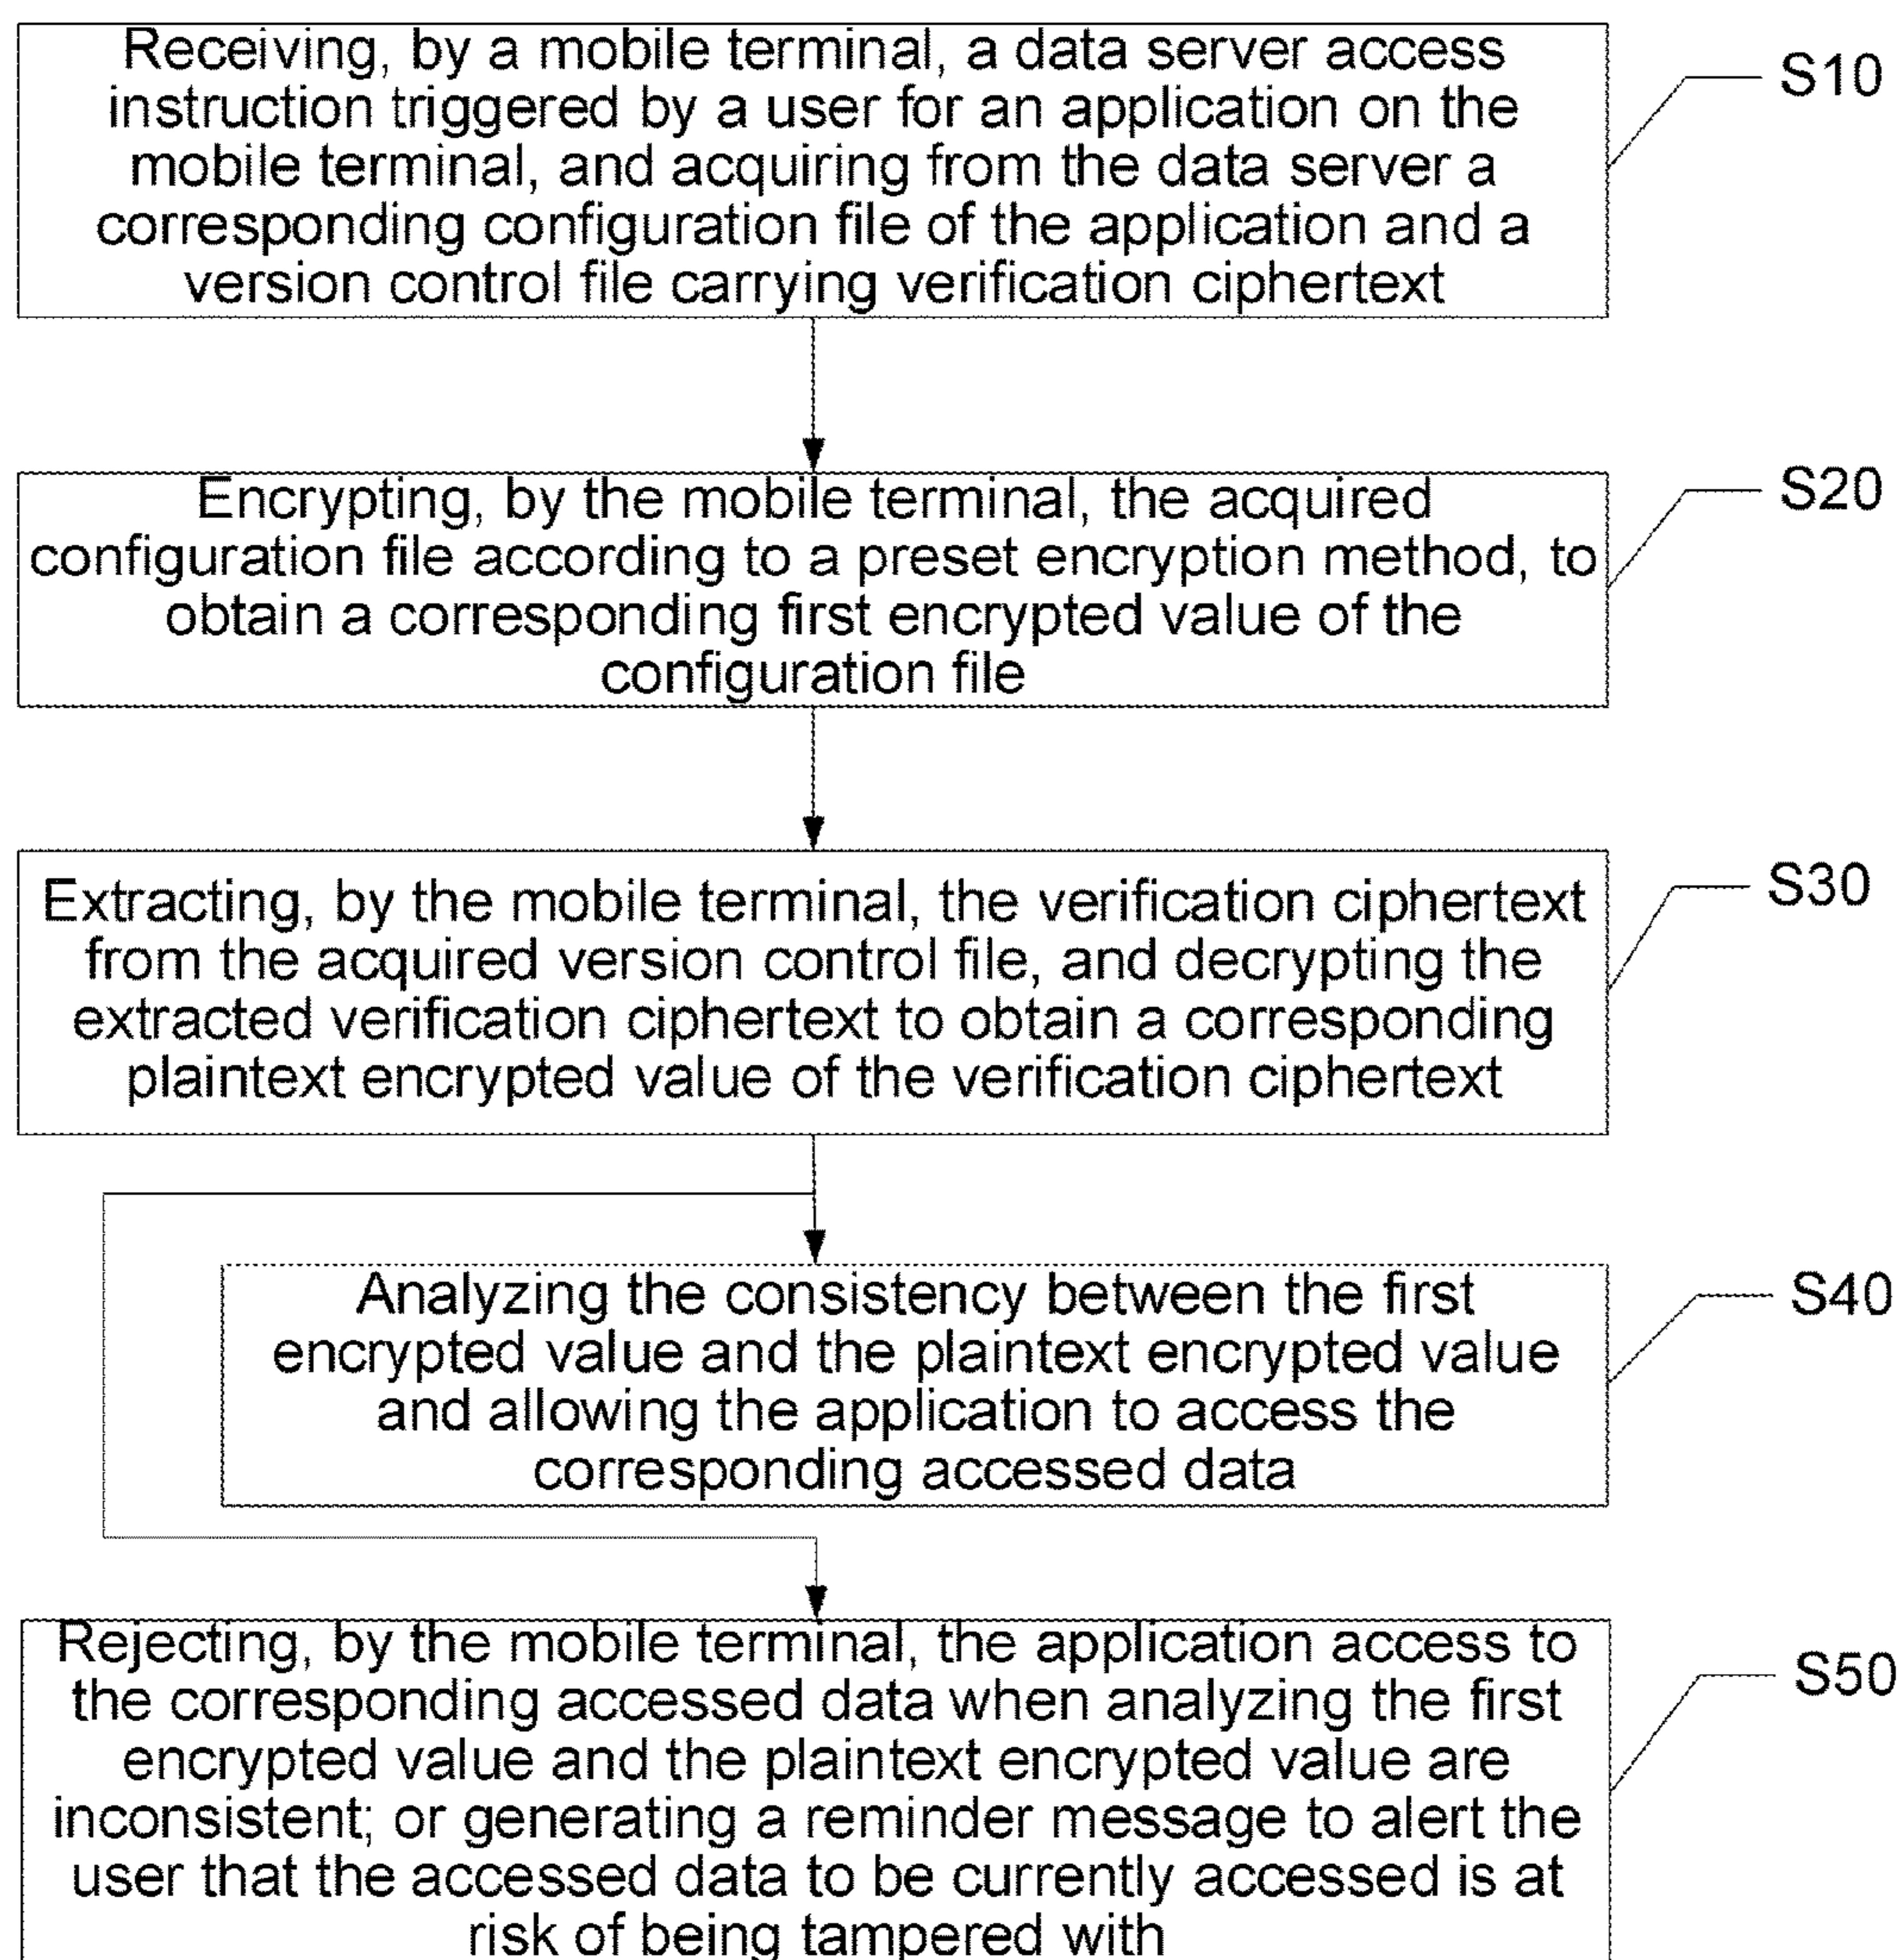 Receiving, by a mobile terminal, a data server access
instruction triggered by a user for an application on the
mobile terminal, and acquiring from the data server a
corresponding configuration file of the application and a
version control file carrying verification ciphertext
S10
Encrypting, by the mobile terminal, the acquired
configuration file according to a preset encryption method, to
obtain a corresponding first encrypted value of the
configuration file
S20
Extracting, by the mobile terminal, the verification ciphertext
from the acquired version control file, and decrypting the
extracted verification ciphertext to obtain a corresponding
plaintext encrypted value of the verification ciphertext
S30
Analyzing the consistency between the first
encrypted value and the plaintext encrypted value
and allowing the application to access the
corresponding accessed data
S40
Rejecting, by the mobile terminal, the application access to
the corresponding accessed data when analyzing the first
encrypted value and the plaintext encrypted value are
inconsistent; or generating a reminder message to alert the
user that the accessed data to be currently accessed is at
risk of being tampered with
S50